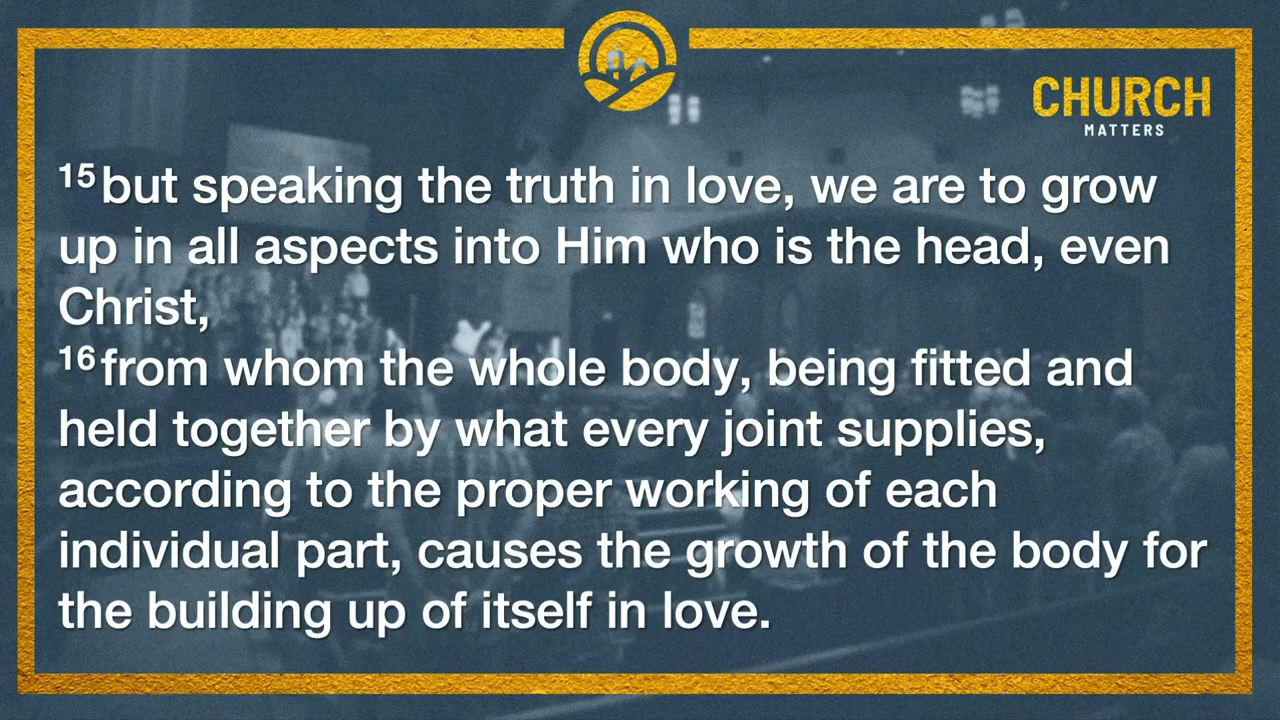 CHURCH
MATTERS
15 but speaking the truth in love, we are to grow
up in all aspects into Him who is the head, even
Christ,
16 from whom the whole body, being fitted and
held together by what every joint supplies,
according to the proper working of each
individual part, causes the growth of the body for
the building up of itself in love.